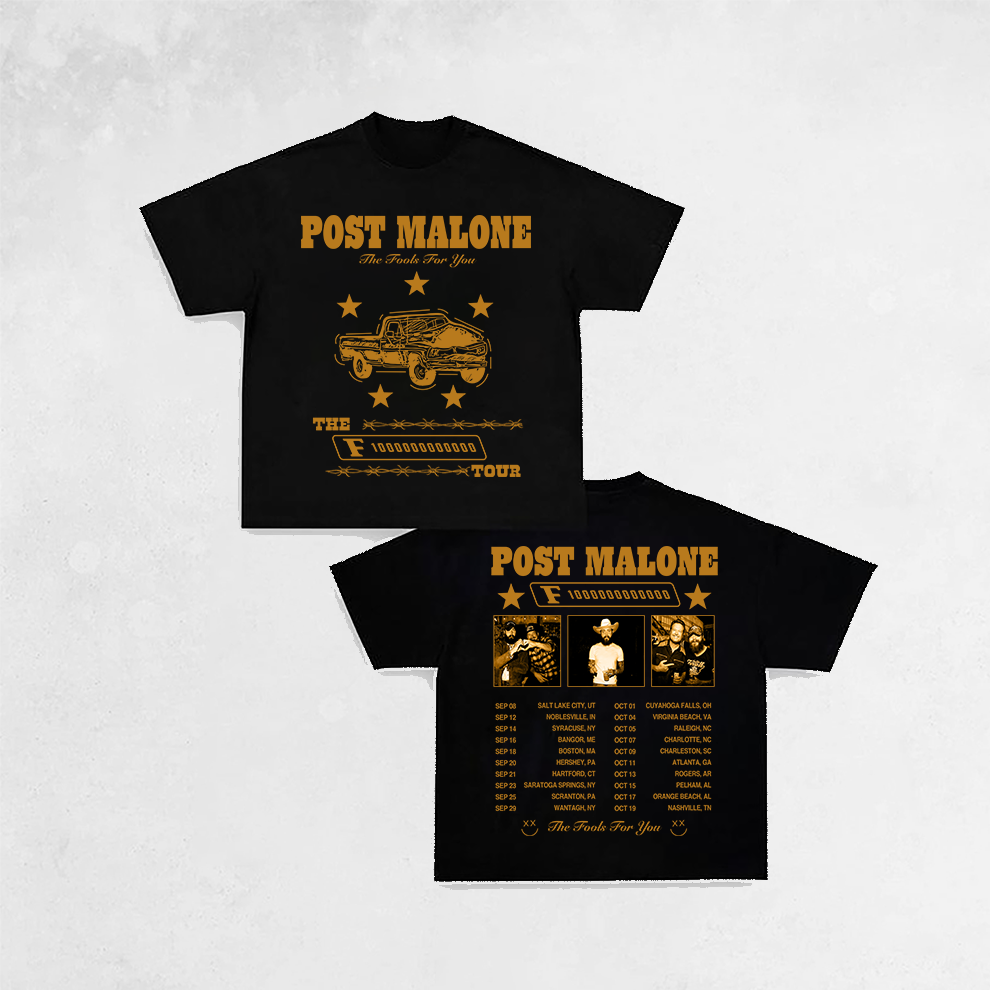 POST MALONE
The Fools For You
THE
F 1000000000000
TOUR
POST MALONE
F 1000000000000
SEP 08 SALT LAKE CITY, UT OCT 01 CUYAHOGA FALLS, OH
SEP 12 NOBLESVILLE, IN OCT 04 VIRGINIA BEACH, VA
SEP 14 SYRACUSE, NY OCT 05 RALEIGH, NC
SEP 16 BANGOR, ME OCT 07 CHARLOTTE, NC
SEP 18 BOSTON, MA OCT 09 CHARLESTON, SC
SEP 20 HERSHEY, PA OCT 11 ATLANTA, GA
SEP 21 HARTFORD, CT OCT 13 ROGERS, AR
SEP 23 SARATOGA SPRINGS, NY OCT 15 PELHAM, AL
SEP 25 SCRANTON, PA OCT 17 ORANGE BEACH, AL
SEP 29 WANTAGH, NY OCT 19 NASHVILLE, TN
The Fools For You